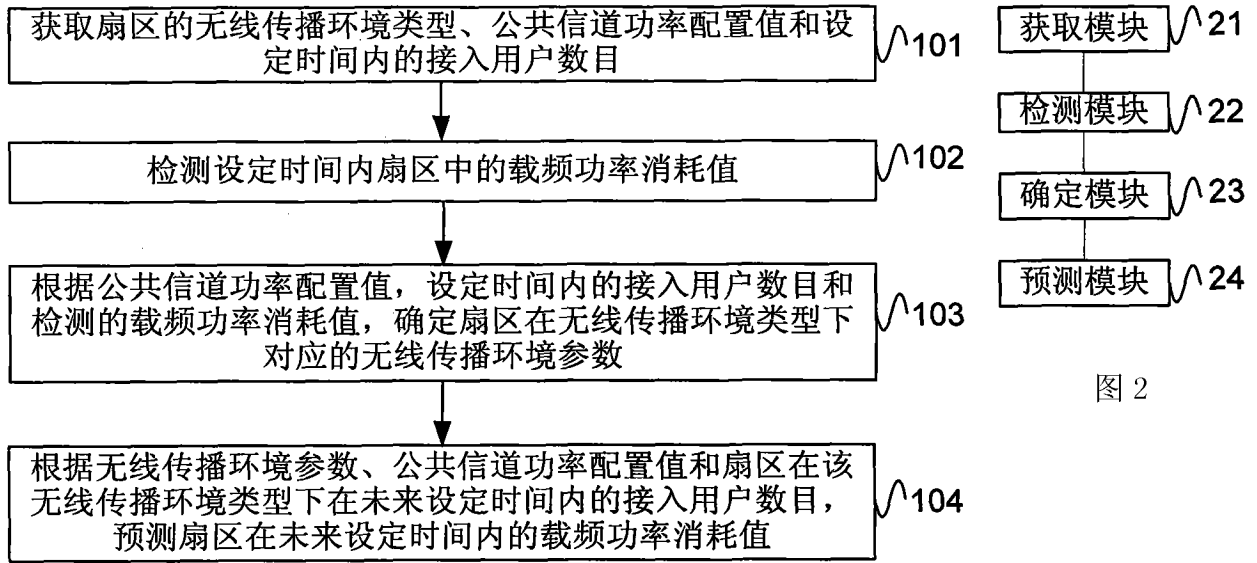 获取扇区的无线传播环境类型、公共信道功率配置值和设
定时间内的接入用户数目
101
检测设定时间内扇区中的载频功率消耗值
102
根据公共信道功率配置值，设定时间内的接入用户数目和
检测的载频功率消耗值，确定扇区在无线传播环境类型下
对应的无线传播环境参数
103
根据无线传播环境参数、公共信道功率配置值和扇区在该
无线传播环境类型下在未来设定时间内的接入用户数目，
预测扇区在未来设定时间内的载频功率消耗值
104
获取模块
21
检测模块
22
确定模块
23
预测模块
24
图 2